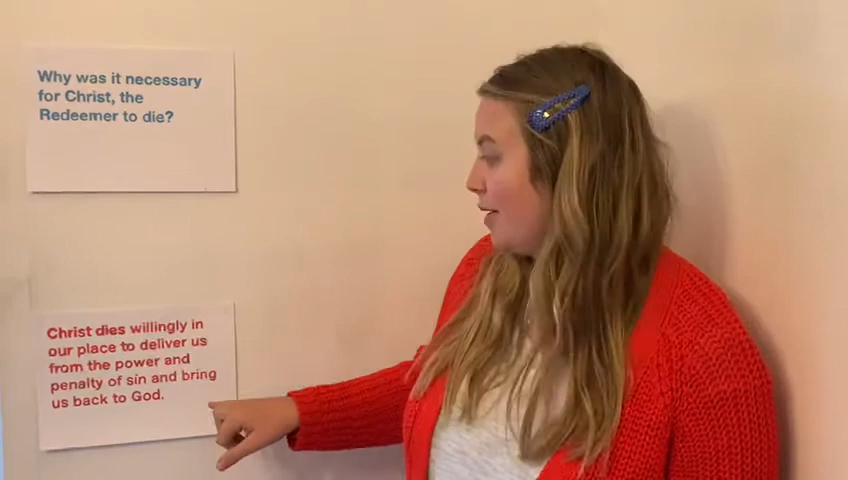 Why was it necessary
for Christ, the
Redeemer to die?
Christ dies willingly in
our place to deliver us
from the power and
penalty of sin and bring
us back to God.